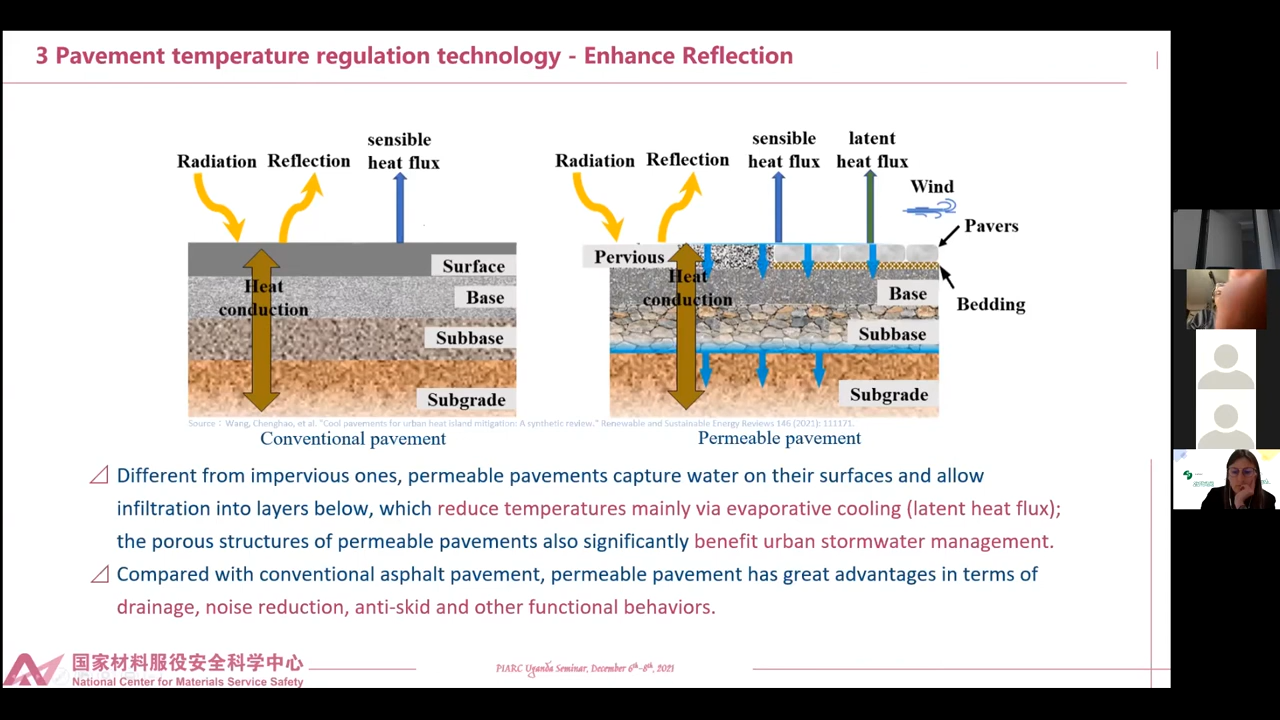 3 Pavement temperature regulation technology - Enhance Reflection
Radiation
Reflection
sensible
heat flux
Heat
conduction
Surface
Base
Subbase
Subgrade
Radiation
Reflection
sensible
heat flux
latent
heat flux
Wind
Pavers
Pervious
Heat
conduction
Base
Bedding
Subbase
Subgrade
Source：Wang, Chenghao, et al. "Cool pavements for urban heat island mitigation: A synthetic review." Renewable and Sustainable Energy Reviews 146 (2021): 111171.
Conventional pavement
Permeable pavement
Different from impervious ones, permeable pavements capture water on their surfaces and allow
infiltration into layers below, which reduce temperatures mainly via evaporative cooling (latent heat flux);
the porous structures of permeable pavements also significantly benefit urban stormwater management.
Compared with conventional asphalt pavement, permeable pavement has great advantages in terms of
drainage, noise reduction, anti-skid and other functional behaviors.
国家材料服役安全科学中心
National Center for Materials Service Safety
PIARC Uganda Seminar, December 6th-8th, 2021